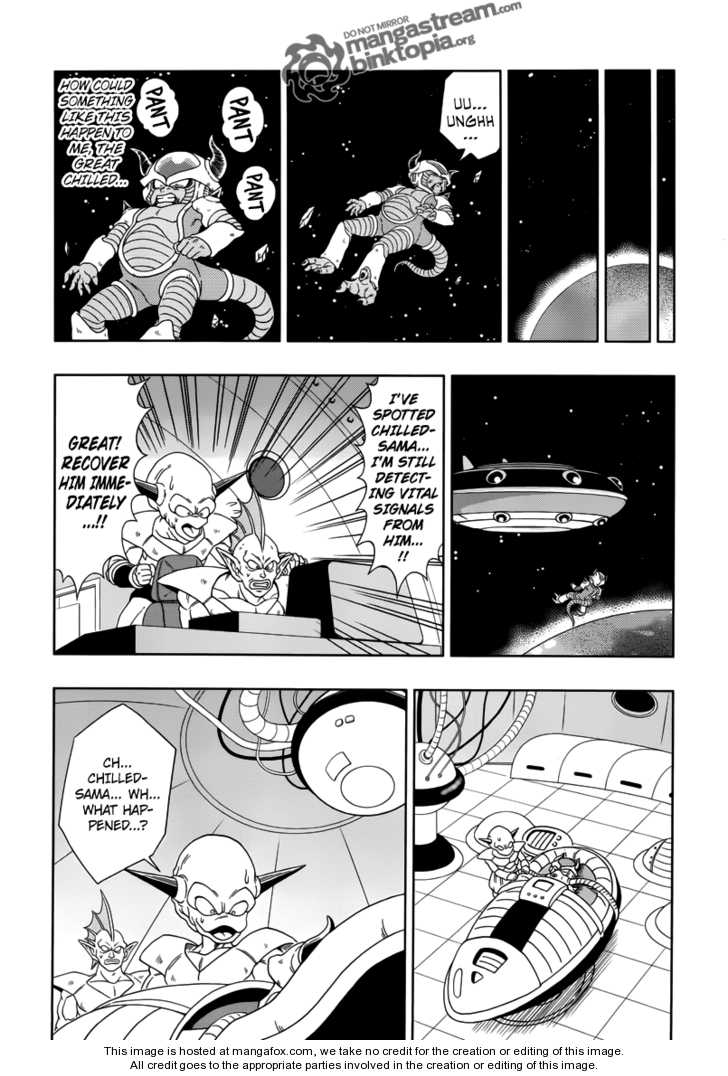 DO NOT MIRROR
mangastream.com
binktopia.org
UU...
UNGHH
...
HOW COULD
SOMETHING
LIKE THIS
HAPPEN TO
ME, THE
GREAT
CHILLED...
PANT
PANT
PANT
I'VE
SPOTTED
CHILLED-
SAMA...
I'M STILL
DETECT-
ING VITAL
SIGNALS
FROM
HIM...
!!
GREAT!
RECOVER
HIM IMME-
DIATELY
...!!
CH...
CHILLED-
SAMA... WH...
WHAT HAP-
PENED...?
This image is hosted at mangafox.com, we take no credit for the creation or editing of this image.
All credit goes to the appropriate parties involved in the creation or editing of this image.